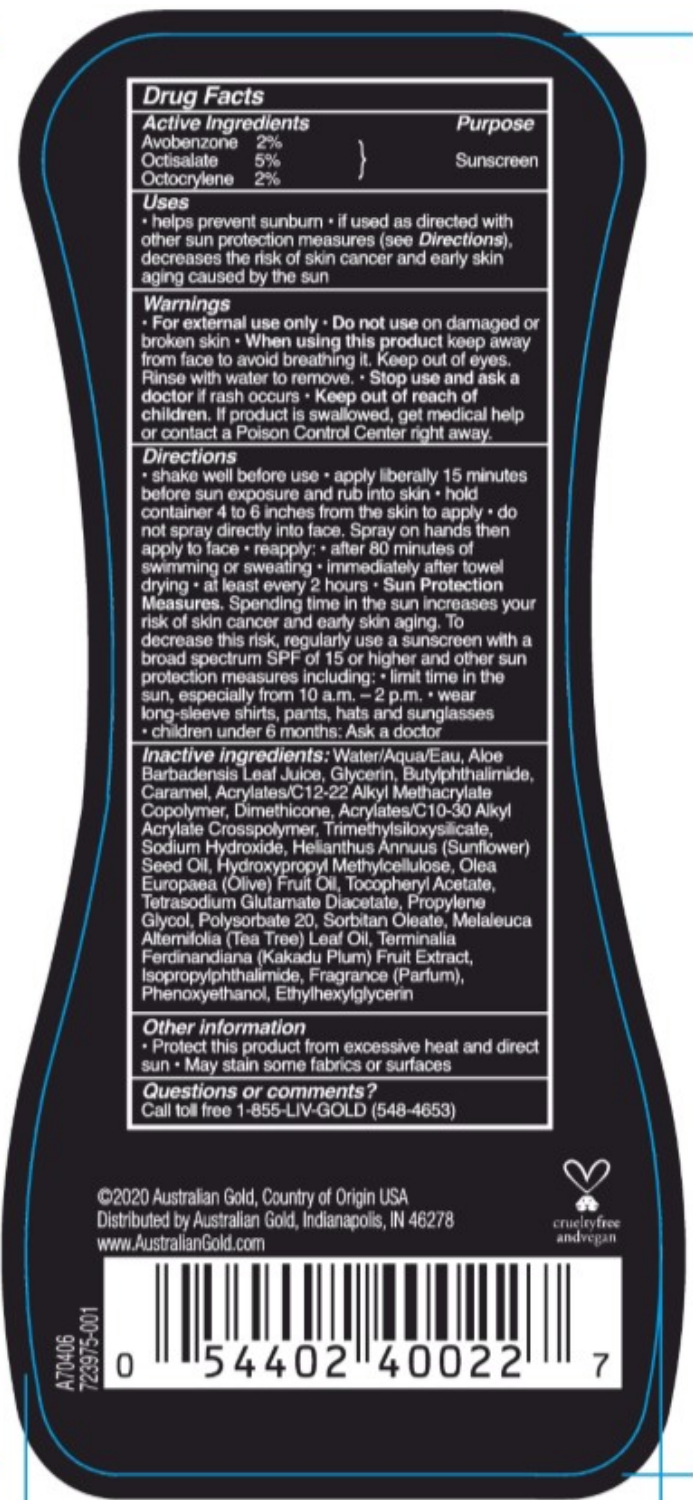 Drug Facts
Active Ingredients Purpose
Avobenzone 2%
Octisalate 5% } Sunscreen
Octocrylene 2%
Uses
• helps prevent sunburn • if used as directed with
other sun protection measures (see Directions),
decreases the risk of skin cancer and early skin
aging caused by the sun
Warnings
• For external use only • Do not use on damaged or
broken skin • When using this product keep away
from face to avoid breathing it. Keep out of eyes.
Rinse with water to remove. • Stop use and ask a
doctor if rash occurs • Keep out of reach of
children. If product is swallowed, get medical help
or contact a Poison Control Center right away.
Directions
• shake well before use • apply liberally 15 minutes
before sun exposure and rub into skin • hold
container 4 to 6 inches from the skin to apply • do
not spray directly into face. Spray on hands then
apply to face • reapply: • after 80 minutes of
swimming or sweating • immediately after towel
drying • at least every 2 hours • Sun Protection
Measures. Spending time in the sun increases your
risk of skin cancer and early skin aging. To
decrease this risk, regularly use a sunscreen with a
broad spectrum SPF of 15 or higher and other sun
protection measures including: • limit time in the
sun, especially from 10 a.m. – 2 p.m. • wear
long-sleeve shirts, pants, hats and sunglasses
• children under 6 months: Ask a doctor
Inactive ingredients: Water/Aqua/Eau, Aloe
Barbadensis Leaf Juice, Glycerin, Butylphthalimide,
Caramel, Acrylates/C12-22 Alkyl Methacrylate
Copolymer, Dimethicone, Acrylates/C10-30 Alkyl
Acrylate Crosspolymer, Trimethylsiloxysilicate,
Sodium Hydroxide, Helianthus Annuus (Sunflower)
Seed Oil, Hydroxypropyl Methylcellulose, Olea
Europaea (Olive) Fruit Oil, Tocopheryl Acetate,
Tetrasodium Glutamate Diacetate, Propylene
Glycol, Polysorbate 20, Sorbitan Oleate, Melaleuca
Alternifolia (Tea Tree) Leaf Oil, Terminalia
Ferdinandiana (Kakadu Plum) Fruit Extract,
Isopropylphthalimide, Fragrance (Parfum),
Phenoxyethanol, Ethylhexylglycerin
Other information
• Protect this product from excessive heat and direct
sun • May stain some fabrics or surfaces
Questions or comments?
Call toll free 1-855-LIV-GOLD (548-4653)
©2020 Australian Gold, Country of Origin USA
Distributed by Australian Gold, Indianapolis, IN 46278
www.AustralianGold.com
crueltyfree
andvegan
A70406
723975-001
0 54402 40022 7